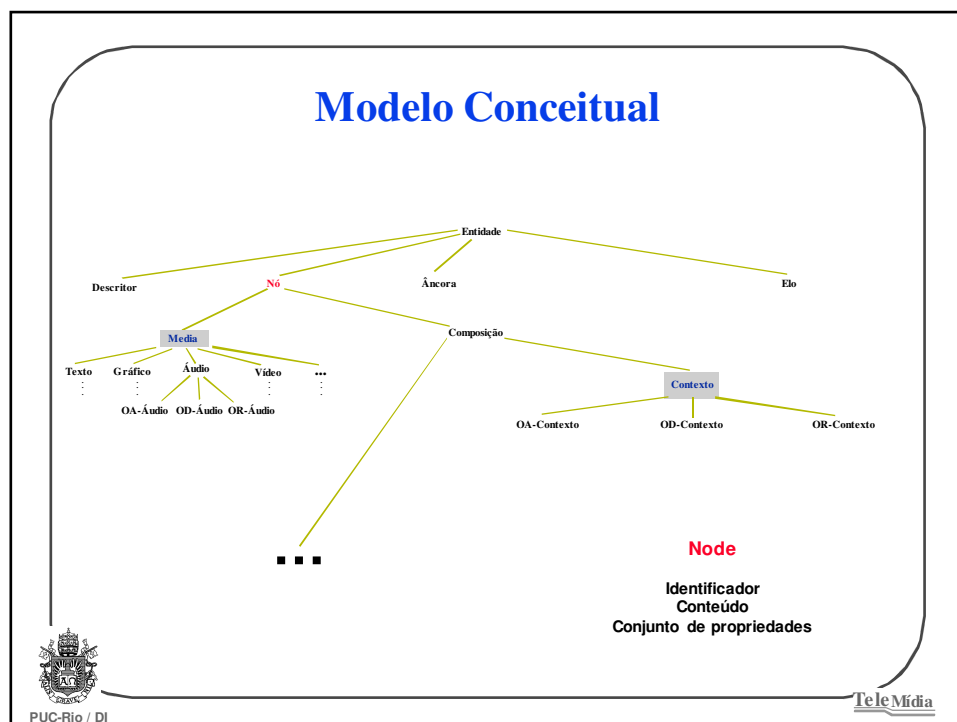 Modelo Conceitual
Entidade
Descritor
Nó
Âncora
Elo
Media
Composição
Texto
Gráfico
Áudio
Vídeo
...
Contexto
OA-Áudio
OD-Áudio
OR-Áudio
OA-Contexto
OD-Contexto
OR-Contexto
...
Node
Identificador
Conteúdo
Conjunto de propriedades
PUC-Rio / DI
TeleMídia